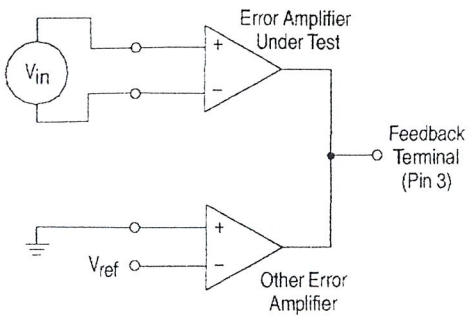 Error Amplifier
Under Test
+
Vin
−
Feedback
Terminal
(Pin 3)
+
Vref
−
Other Error
Amplifier